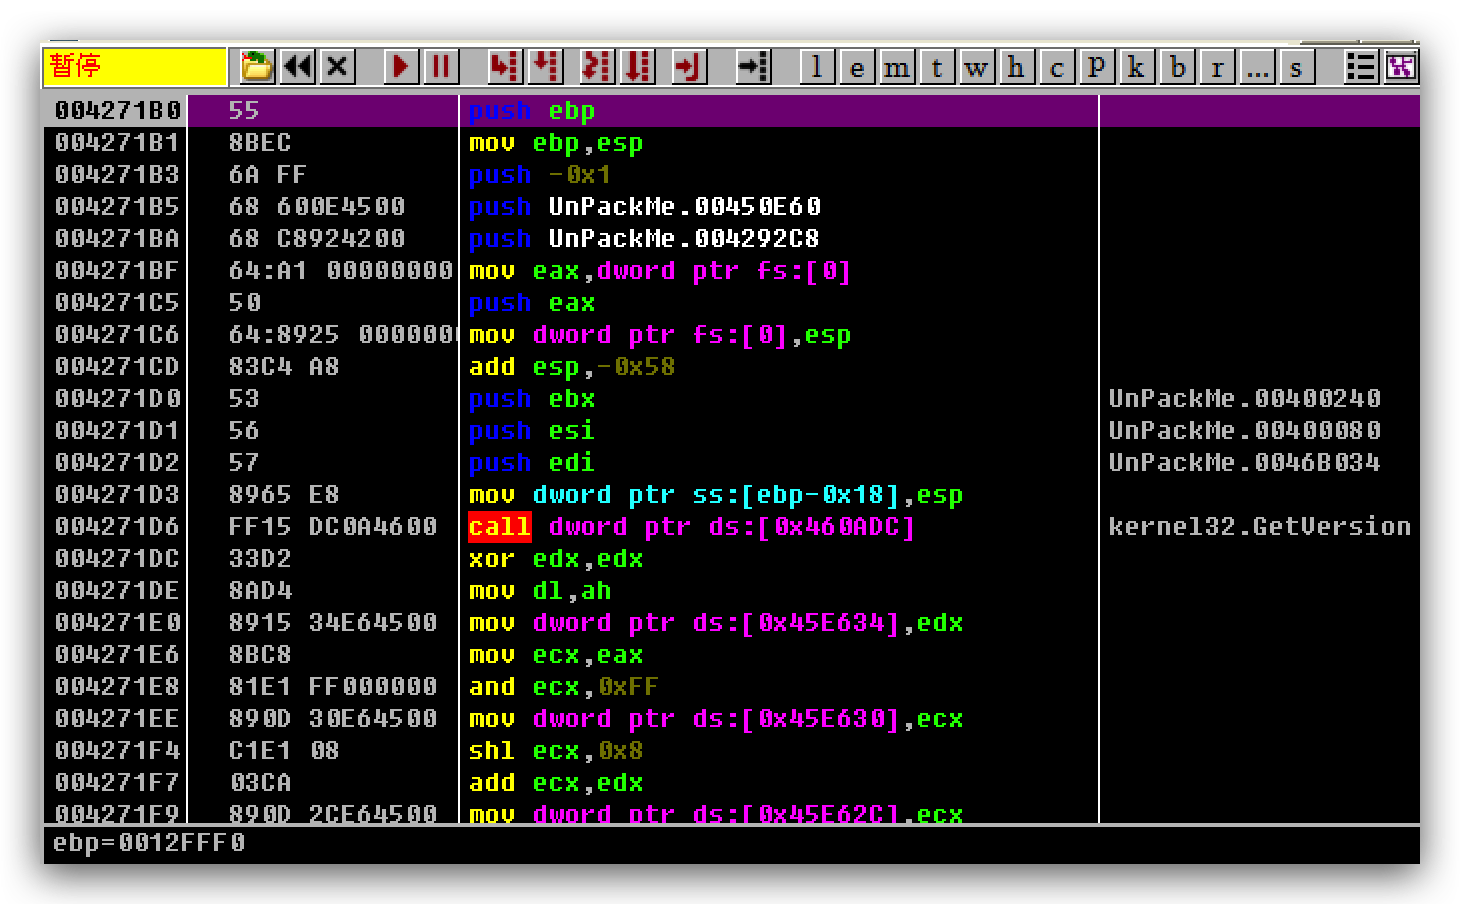 暂停 l e m t w h c P k b r ... s
004271B0 55 push ebp
004271B1 8BEC mov ebp,esp
004271B3 6A FF push -0x1
004271B5 68 600E4500 push UnPackMe.00450E60
004271BA 68 C8924200 push UnPackMe.004292C8
004271BF 64:A1 00000000 mov eax,dword ptr fs:[0]
004271C5 50 push eax
004271C6 64:8925 000000 mov dword ptr fs:[0],esp
004271CD 83C4 A8 add esp,-0x58
004271D0 53 push ebx UnPackMe.00400240
004271D1 56 push esi UnPackMe.00400080
004271D2 57 push edi UnPackMe.0046B034
004271D3 8965 E8 mov dword ptr ss:[ebp-0x18],esp
004271D6 FF15 DC0A4600 call dword ptr ds:[0x460ADC] kernel32.GetVersion
004271DC 33D2 xor edx,edx
004271DE 8AD4 mov dl,ah
004271E0 8915 34E64500 mov dword ptr ds:[0x45E634],edx
004271E6 8BC8 mov ecx,eax
004271E8 81E1 FF000000 and ecx,0xFF
004271EE 890D 30E64500 mov dword ptr ds:[0x45E630],ecx
004271F4 C1E1 08 shl ecx,0x8
004271F7 03CA add ecx,edx
004271F9 890D 2CE64500 mov dword ptr ds:[0x45E62C],ecx
ebp=0012FFF0